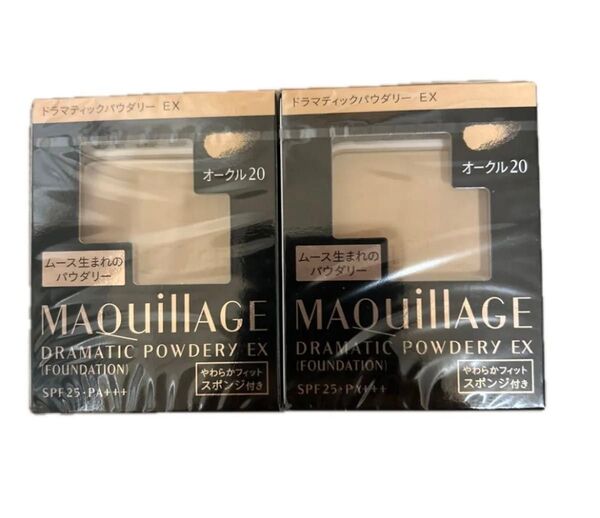 ドラマティックパウダリー EX
オークル20
ムース生まれの
パウダリー
MAQuillAGE
DRAMATIC POWDERY EX
(FOUNDATION)
やわらかフィット
スポンジ付き
SPF25・PA+++
ドラマティックパウダリー EX
オークル20
ムース生まれの
パウダリー
MAQuillAGE
DRAMATIC POWDERY EX
(FOUNDATION)
やわらかフィット
スポンジ付き
SPF25・PA+++